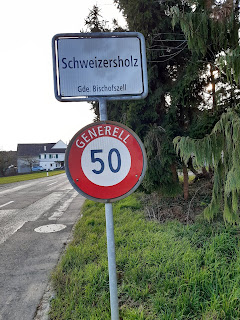 Schweizersholz
Gde. Bischofszell
GENERELL
50